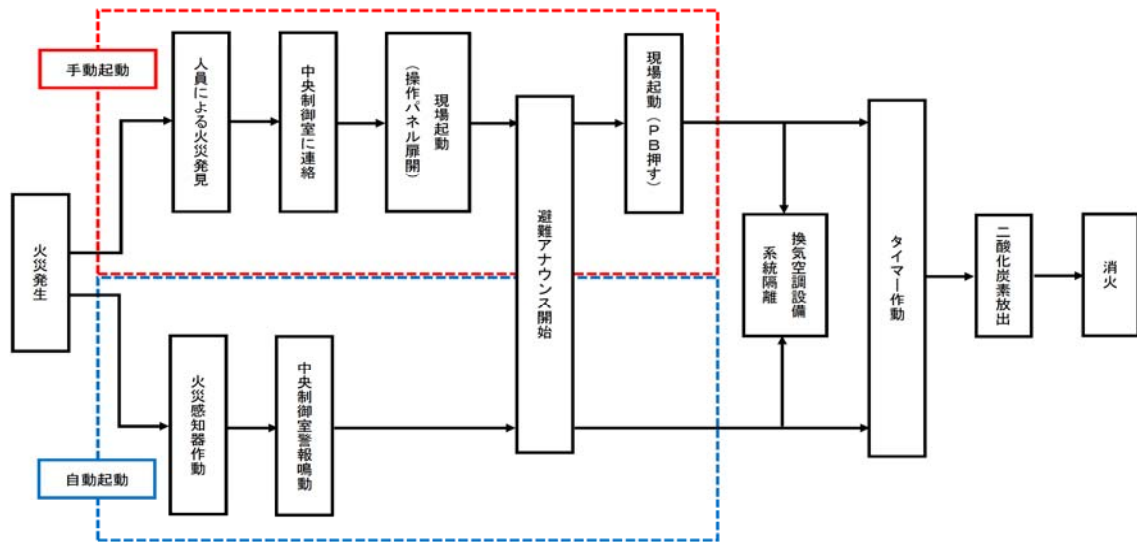 手動起動
火災発生
人員による火災発見
中央制御室に連絡
現場起動
(操作パネル扉開)
避難アナウンス開始
現場起動(PB押す)
自動起動
火災感知器作動
中央制御室警報鳴動
換気空調設備
系統隔離
タイマー作動
二酸化炭素放出
消火